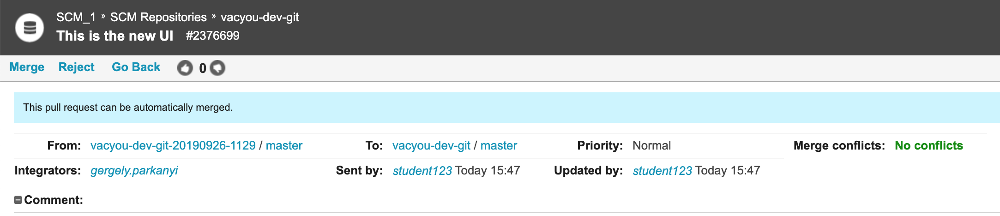 SCM_1 » SCM Repositories » vacyou-dev-git
This is the new UI #2376699
Merge Reject Go Back 0
This pull request can be automatically merged.
From: vacyou-dev-git-20190926-1129 / master To: vacyou-dev-git / master Priority: Normal Merge conflicts: No conflicts
Integrators: gergely.parkanyi Sent by: student123 Today 15:47 Updated by: student123 Today 15:47
Comment: